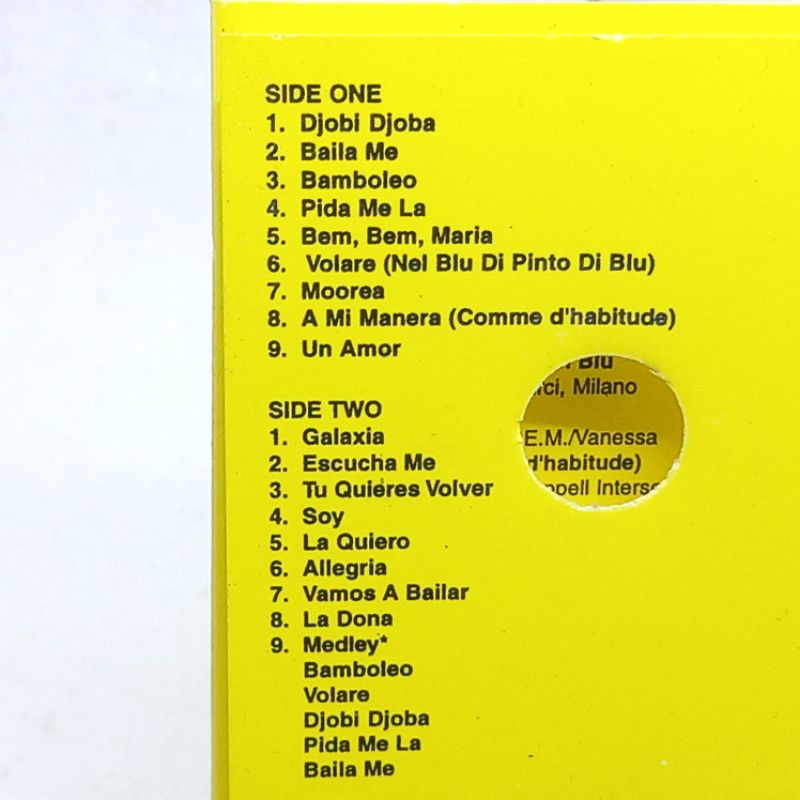 SIDE ONE
1. Djobi Djoba
2. Baila Me
3. Bamboleo
4. Pida Me La
5. Bem, Bem, Maria
6. Volare (Nel Blu Di Pinto Di Blu)
7. Moorea
8. A Mi Manera (Comme d'habitude)
9. Un Amor
Blu
Milano
SIDE TWO
1. Galaxia
E.M./Vanessa
2. Escucha Me
d'habitude)
3. Tu Quieres Volver
4. Soy
5. La Quiero
6. Allegria
7. Vamos A Bailar
8. La Dona
9. Medley*
Bamboleo
Volare
Djobi Djoba
Pida Me La
Baila Me